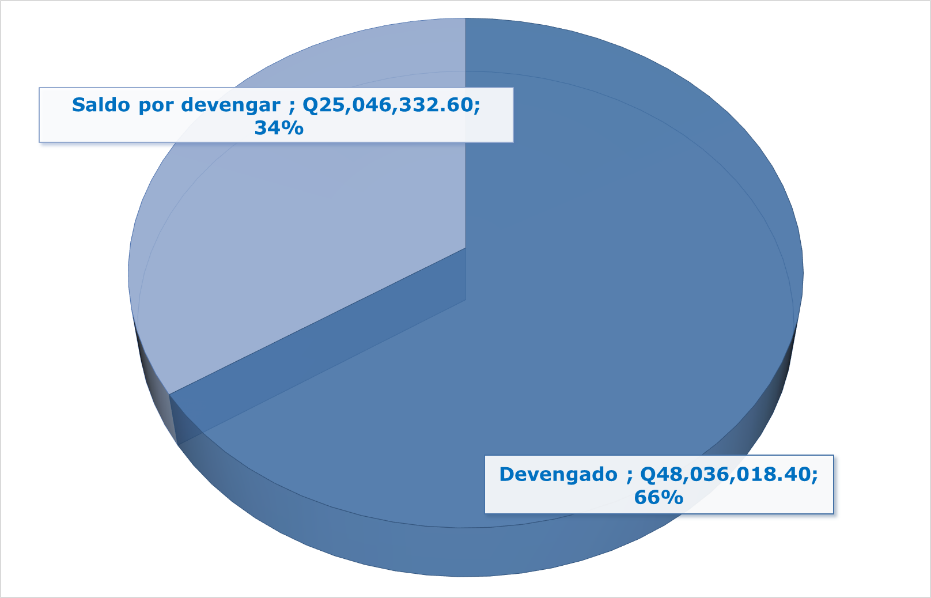 Saldo por devengar ; Q25,046,332.60;
34%
Devengado ; Q48,036,018.40;
66%